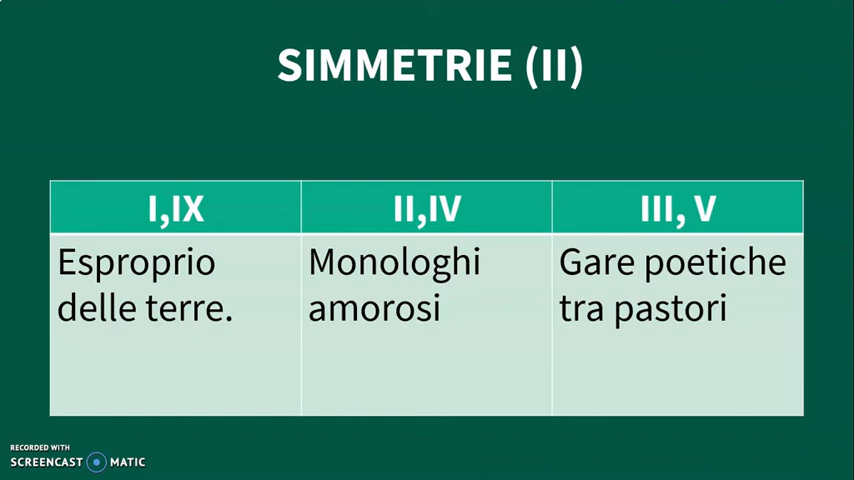 SIMMETRIE (II)
I,IX
II,IV
III, V
Esproprio
delle terre.
Monologhi
amorosi
Gare poetiche
tra pastori
RECORDED WITH
SCREENCAST MATIC